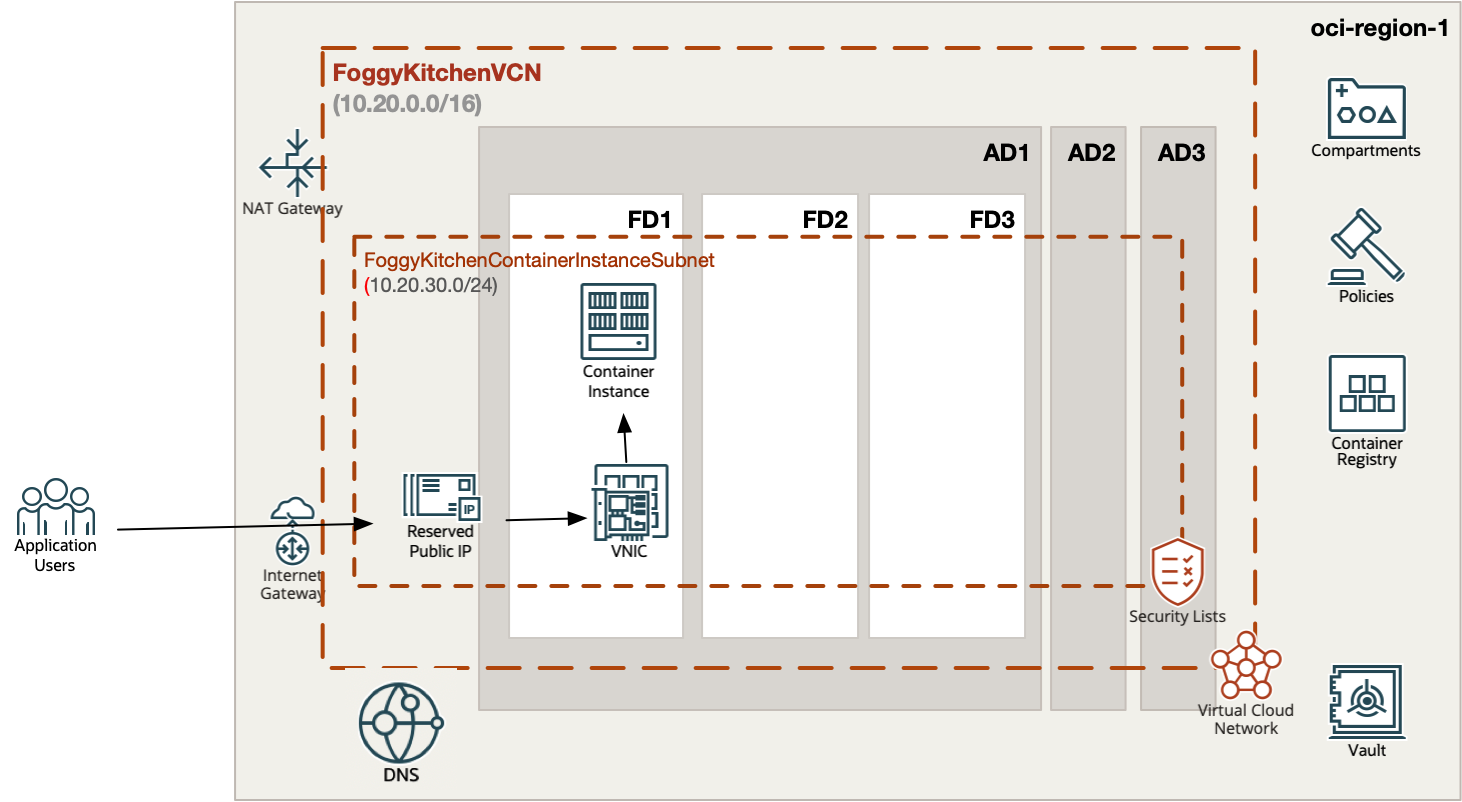 oci-region-1
FoggyKitchenVCN
(10.20.0.0/16)
Compartments
AD1
AD2
AD3
NAT Gateway
FD1
FD2
FD3
FoggyKitchenContainerInstanceSubnet
(10.20.30.0/24)
Policies
Container
Instance
Container
Registry
IP
Application
Users
Reserved
Public IP
VNIC
Internet
Gateway
Security Lists
Virtual Cloud
Network
DNS
Vault